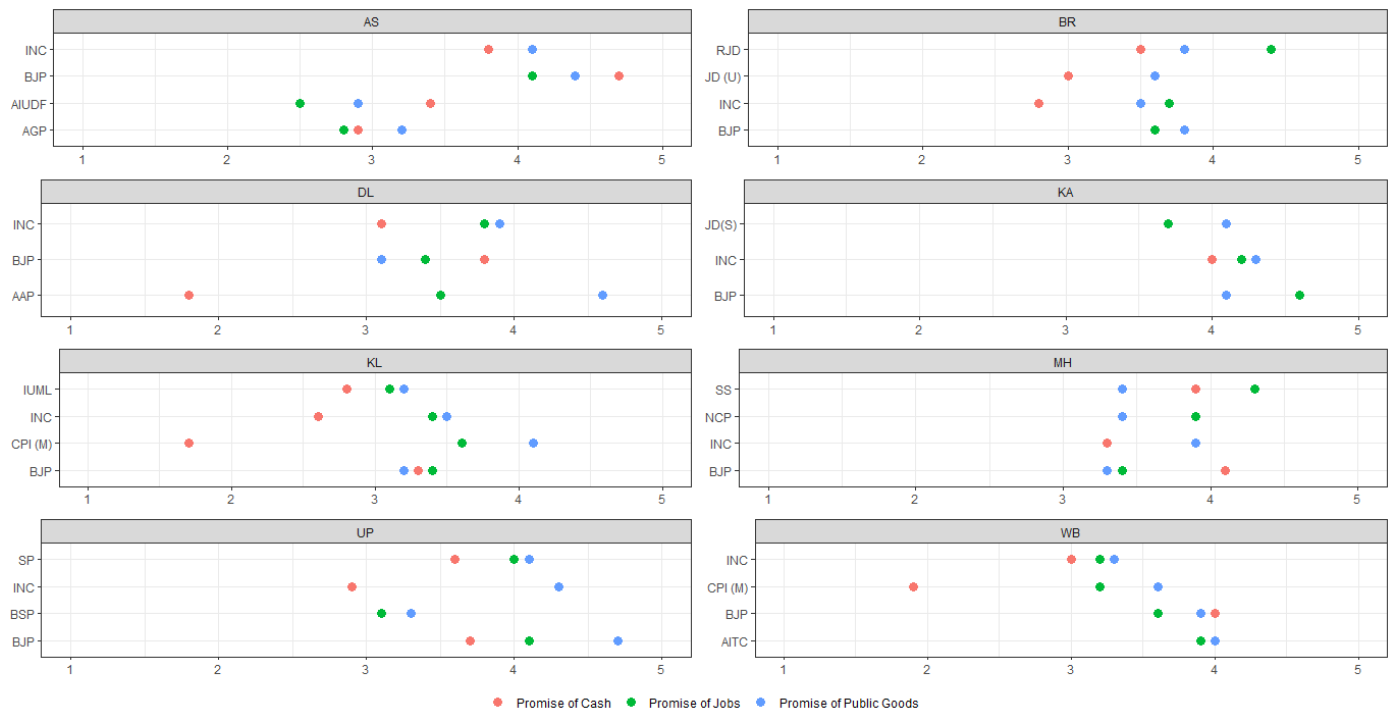 AS
INC
BJP
AIUDF
AGP
1 2 3 4 5
BR
RJD
JD (U)
INC
BJP
1 2 3 4 5
DL
INC
BJP
AAP
1 2 3 4 5
KA
JD(S)
INC
BJP
1 2 3 4 5
KL
IUML
INC
CPI (M)
BJP
1 2 3 4 5
MH
SS
NCP
INC
BJP
1 2 3 4 5
UP
SP
INC
BSP
BJP
1 2 3 4 5
WB
INC
CPI (M)
BJP
AITC
1 2 3 4 5
Promise of Cash Promise of Jobs Promise of Public Goods